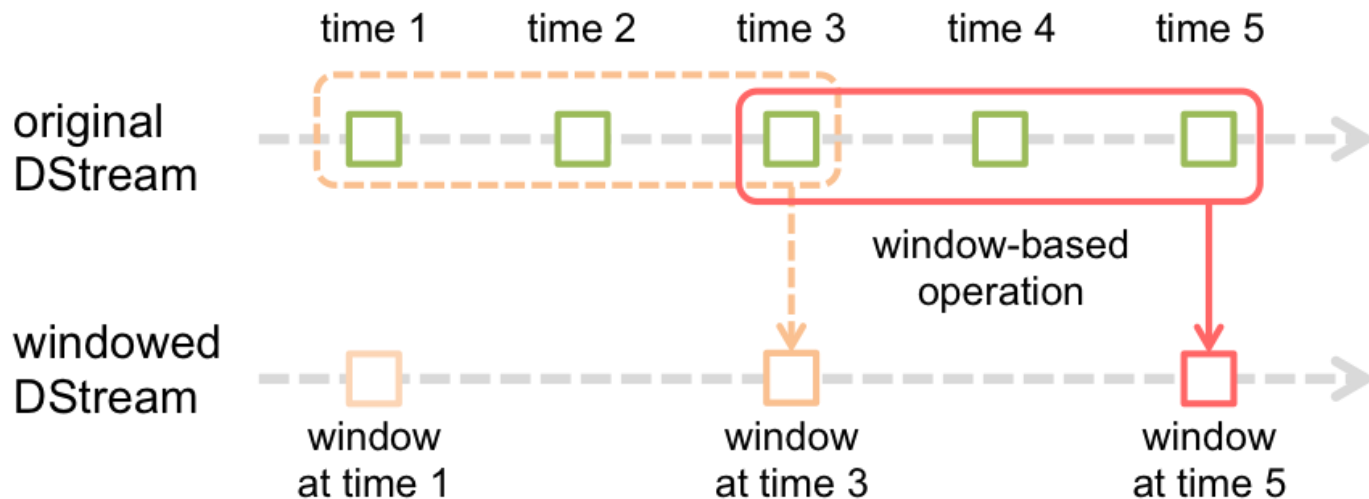 time 1
time 2
time 3
time 4
time 5
original
DStream
window-based
operation
windowed
DStream
window
at time 1
window
at time 3
window
at time 5